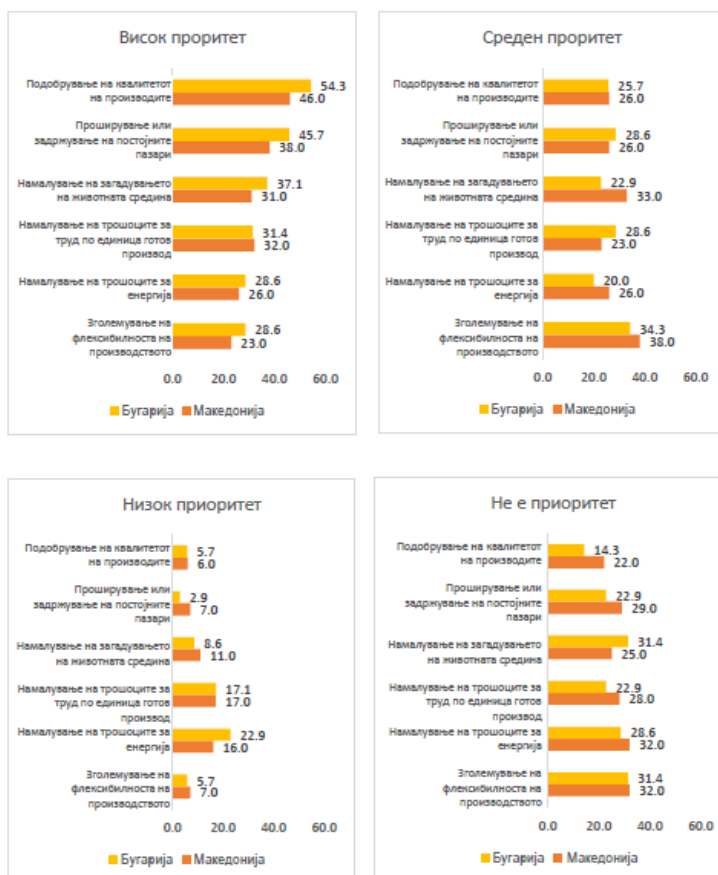 Висок проритет
Подобрување на квалитетот
на производите
54.3
46.0
Проширување или
задржување на постојните
пазари
45.7
38.0
Намалување на загадувањето
на животната средина
37.1
31.0
Намалување на трошоците за
труд по единица готов
производ
31.4
32.0
Намалување на трошоците за
енергија
28.6
26.0
Зголемување на
флексибилноста на
производството
28.6
23.0
0.0 20.0 40.0 60.0
Бугарија Македонија
Среден проритет
Подобрување на квалитетот
на производите
25.7
26.0
Проширување или
задржување на постојните
пазари
28.6
26.0
Намалување на загадувањето
на животната средина
22.9
33.0
Намалување на трошоците за
труд по единица готов
производ
28.6
23.0
Намалување на трошоците за
енергија
20.0
26.0
Зголемување на
флексибилноста на
производството
34.3
38.0
0.0 20.0 40.0 60.0
Бугарија Македонија
Низок приоритет
Подобрување на квалитетот
на производите
5.7
6.0
Проширување или
задржување на постојните
пазари
2.9
7.0
Намалување на загадувањето
на животната средина
8.6
11.0
Намалување на трошоците за
труд по единица готов
производ
17.1
17.0
Намалување на трошоците за
енергија
22.9
16.0
Зголемување на
флексибилноста на
производството
5.7
7.0
0.0 20.0 40.0 60.0
Бугарија Македонија
Не е приоритет
Подобрување на квалитетот
на производите
14.3
22.0
Проширување или
задржување на постојните
пазари
22.9
29.0
Намалување на загадувањето
на животната средина
31.4
25.0
Намалување на трошоците за
труд по единица готов
производ
22.9
28.0
Намалување на трошоците за
енергија
28.6
32.0
Зголемување на
флексибилноста на
производството
31.4
32.0
0.0 20.0 40.0 60.0
Бугарија Македонија